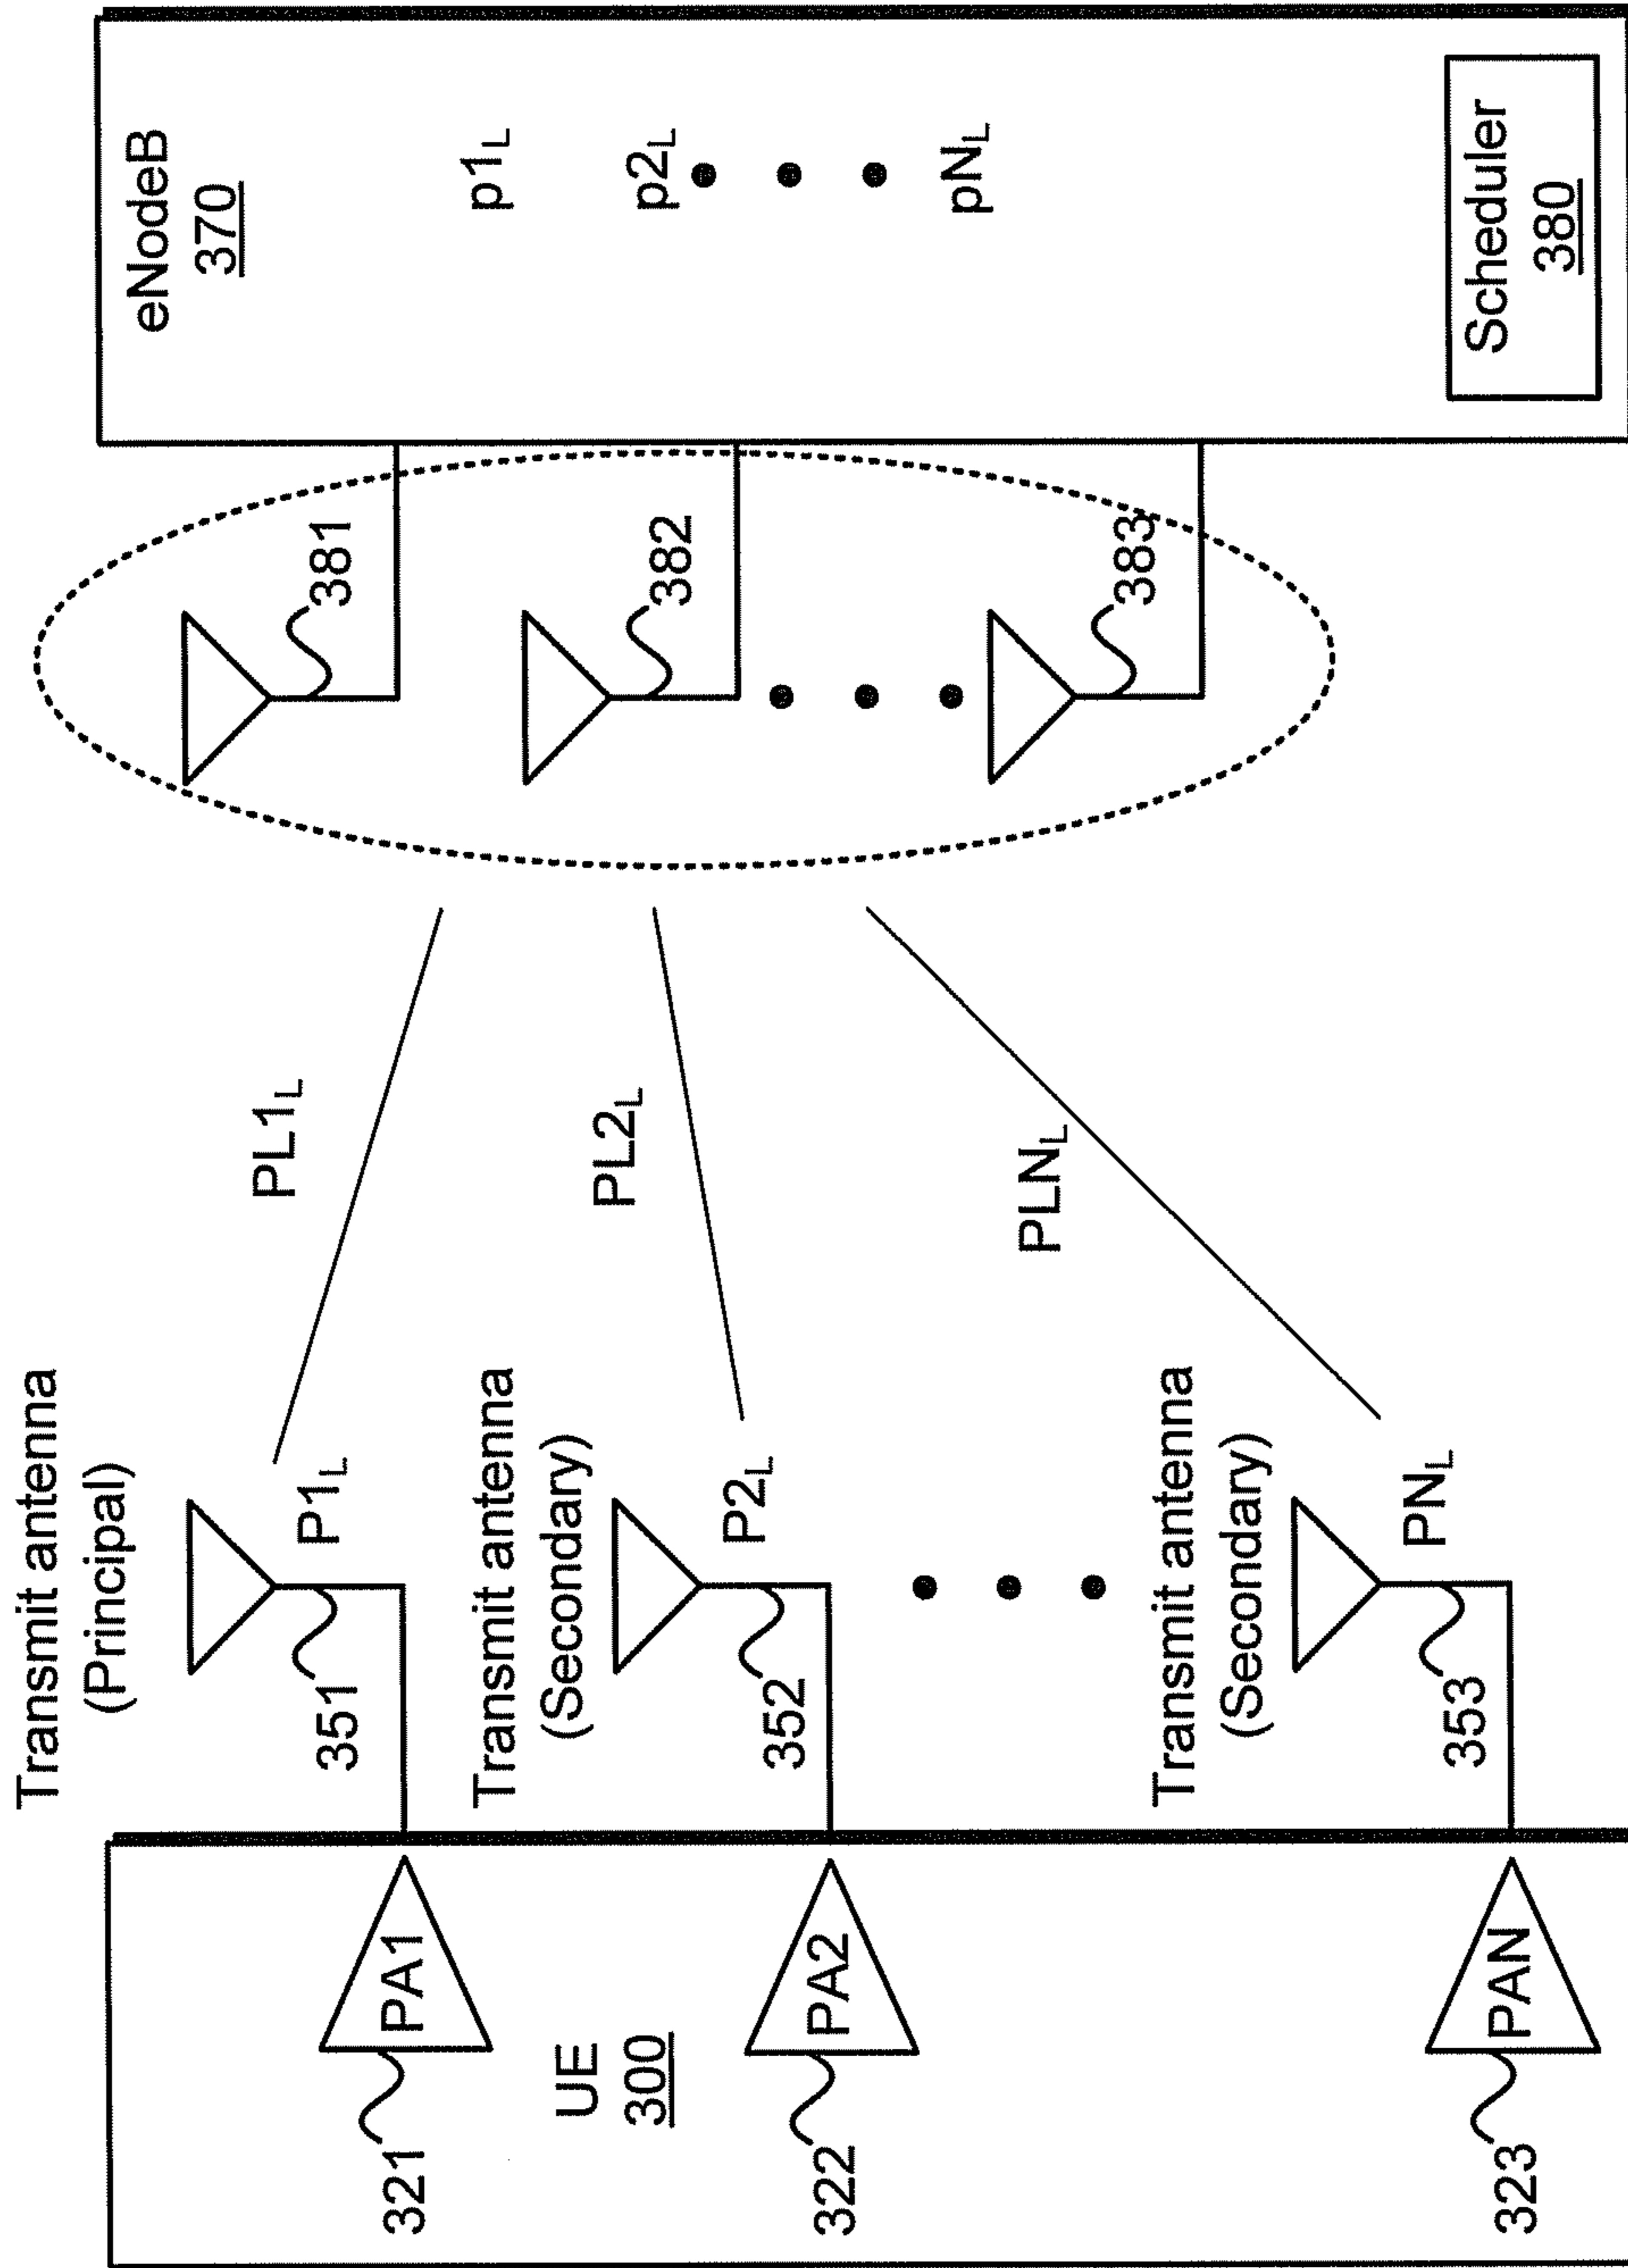 Transmit antenna
(Principal)
Transmit antenna
(Secondary)
Transmit antenna
(Secondary)
UE
300
PA1
321
PA2
322
PAN
323
351
352
353
P1L
P2L
PNL
PL1L
PL2L
PLNL
381
382
383
eNodeB
370
p1L
p2L
pNL
Scheduler
380